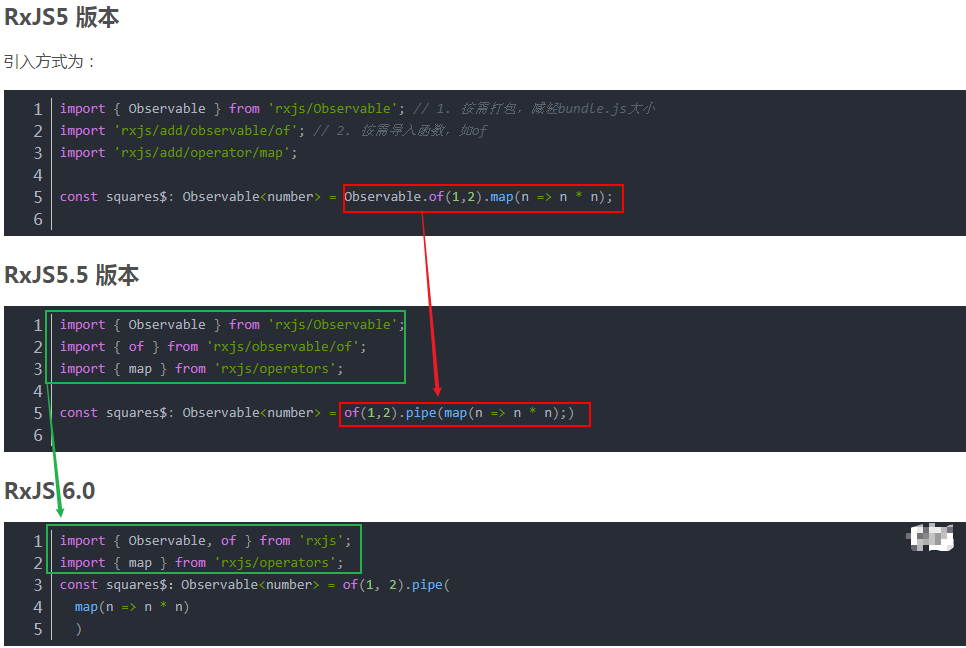 RxJS5 版本
引入方式为：
1 import { Observable } from 'rxjs/Observable'; // 1. 按需打包，减轻bundle.js大小
2 import 'rxjs/add/observable/of'; // 2. 按需导入函数，如of
3 import 'rxjs/add/operator/map';
4
5 const squares$: Observable<number> = Observable.of(1,2).map(n => n * n);
6
RxJS5.5 版本
1 import { Observable } from 'rxjs/Observable';
2 import { of } from 'rxjs/observable/of';
3 import { map } from 'rxjs/operators';
4
5 const squares$: Observable<number> = of(1,2).pipe(map(n => n * n);)
6
RxJS 6.0
1 import { Observable, of } from 'rxjs';
2 import { map } from 'rxjs/operators';
3 const squares$: Observable<number> = of(1, 2).pipe(
4 map(n => n * n)
5 )